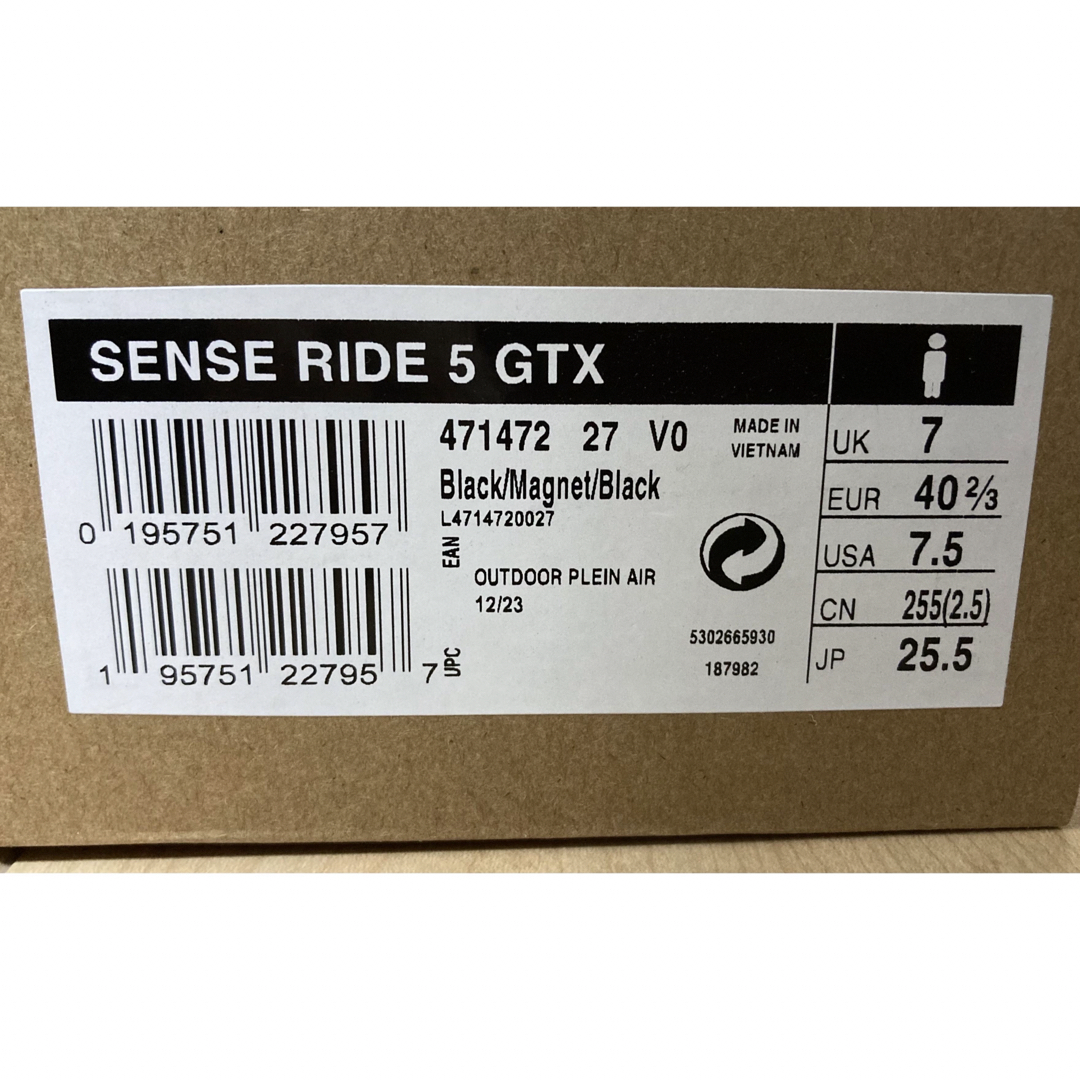 SENSE RIDE 5 GTX
471472 27 V0
MADE IN
VIETNAM
Black/Magnet/Black
L4714720027
0 195751 227957
EAN
OUTDOOR PLEIN AIR
12/23
1 95751 22795 7
UPC
5302665930
187982
UK 7
EUR 40 2/3
USA 7.5
CN 255(2.5)
JP 25.5